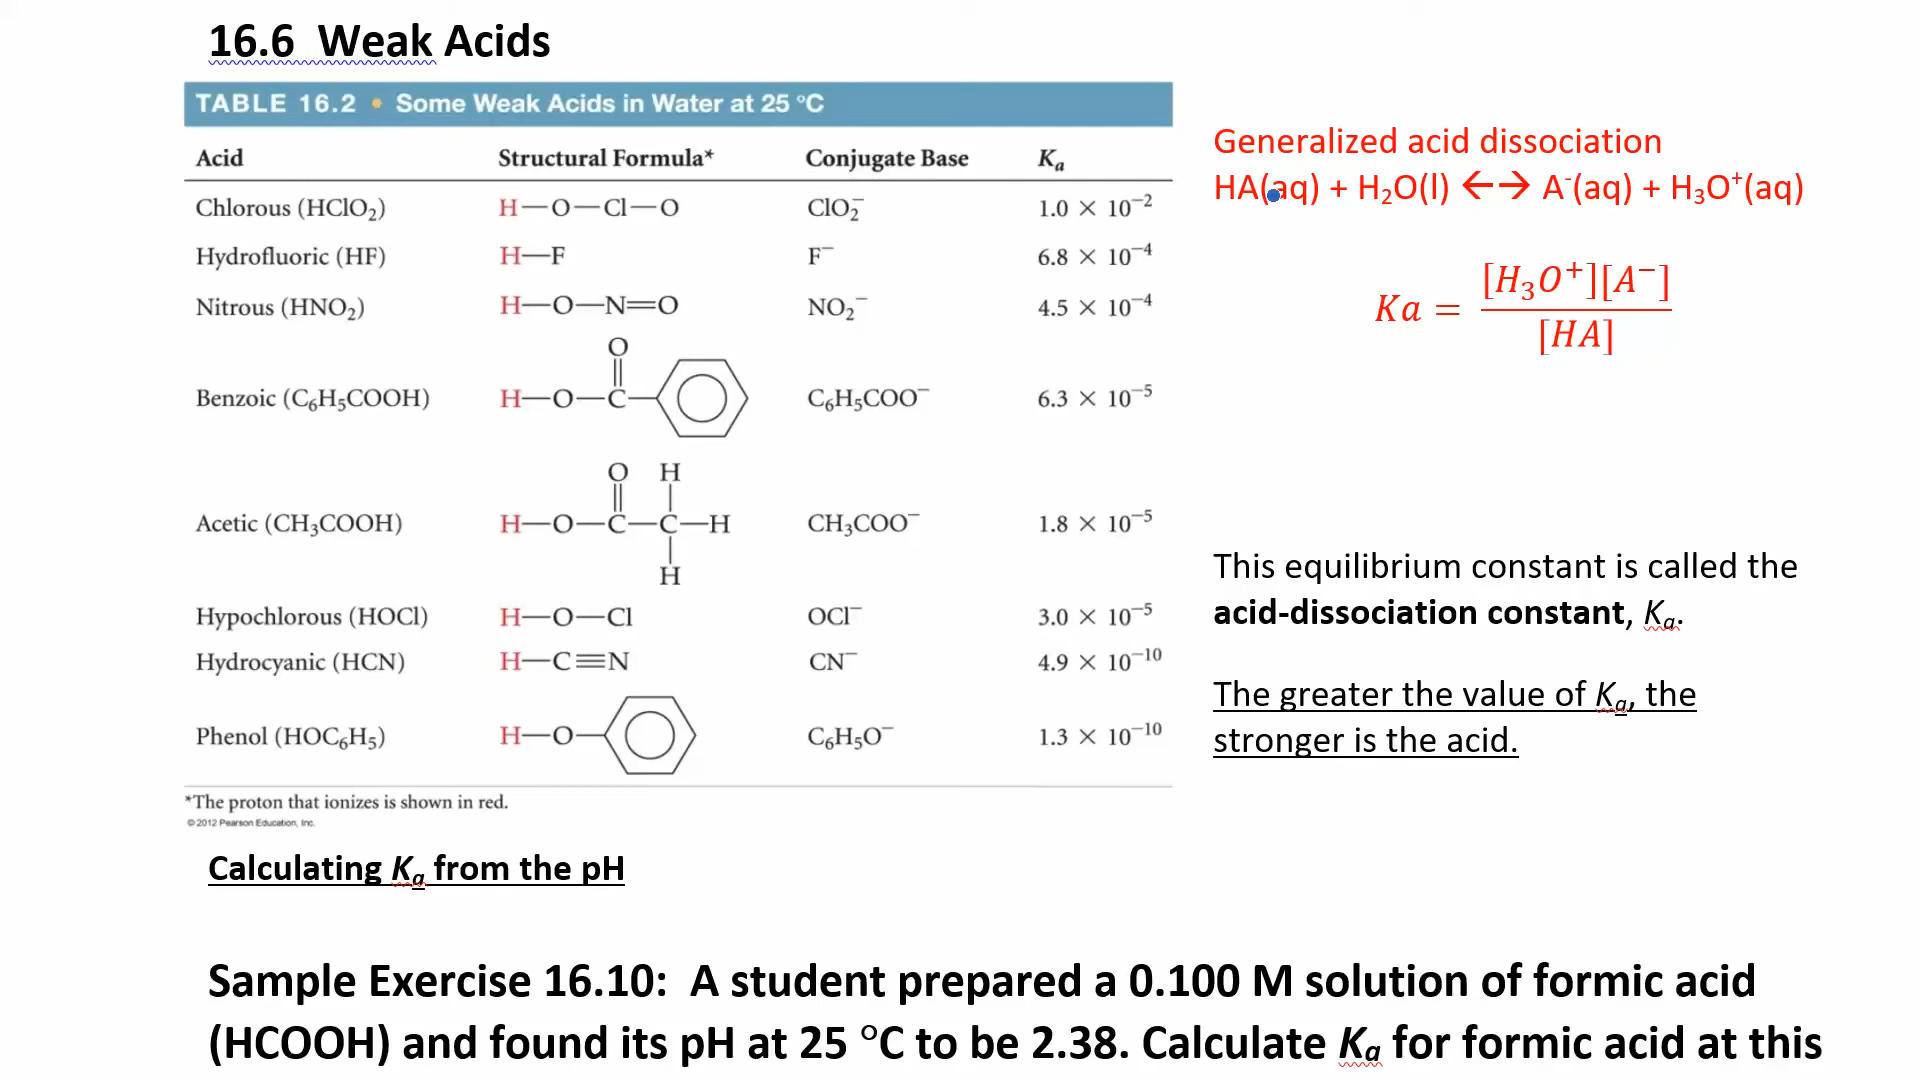 16.6 Weak Acids
TABLE 16.2 • Some Weak Acids in Water at 25 °C
Acid Structural Formula* Conjugate Base Kₐ
Chlorous (HClO₂) H—O—Cl—O ClO₂⁻ 1.0 × 10⁻²
Hydrofluoric (HF) H—F F⁻ 6.8 × 10⁻⁴
Nitrous (HNO₂) H—O—N=O NO₂⁻ 4.5 × 10⁻⁴
O
Benzoic (C₆H₅COOH) H—O—C— C₆H₅COO⁻ 6.3 × 10⁻⁵
O H
Acetic (CH₃COOH) H—O—C—C—H CH₃COO⁻ 1.8 × 10⁻⁵
H
Hypochlorous (HOCl) H—O—Cl OCl⁻ 3.0 × 10⁻⁵
Hydrocyanic (HCN) H—C≡N CN⁻ 4.9 × 10⁻¹⁰
Phenol (HOC₆H₅) H—O— C₆H₅O⁻ 1.3 × 10⁻¹⁰
*The proton that ionizes is shown in red.
© 2012 Pearson Education, Inc.
Generalized acid dissociation
HA(aq) + H₂O(l) ←→ A⁻(aq) + H₃O⁺(aq)
Ka = [H₃O⁺][A⁻]
[HA]
This equilibrium constant is called the
acid-dissociation constant, Kₐ.
The greater the value of Kₐ, the
stronger is the acid.
Calculating Kₐ from the pH
Sample Exercise 16.10: A student prepared a 0.100 M solution of formic acid
(HCOOH) and found its pH at 25 °C to be 2.38. Calculate Kₐ for formic acid at this